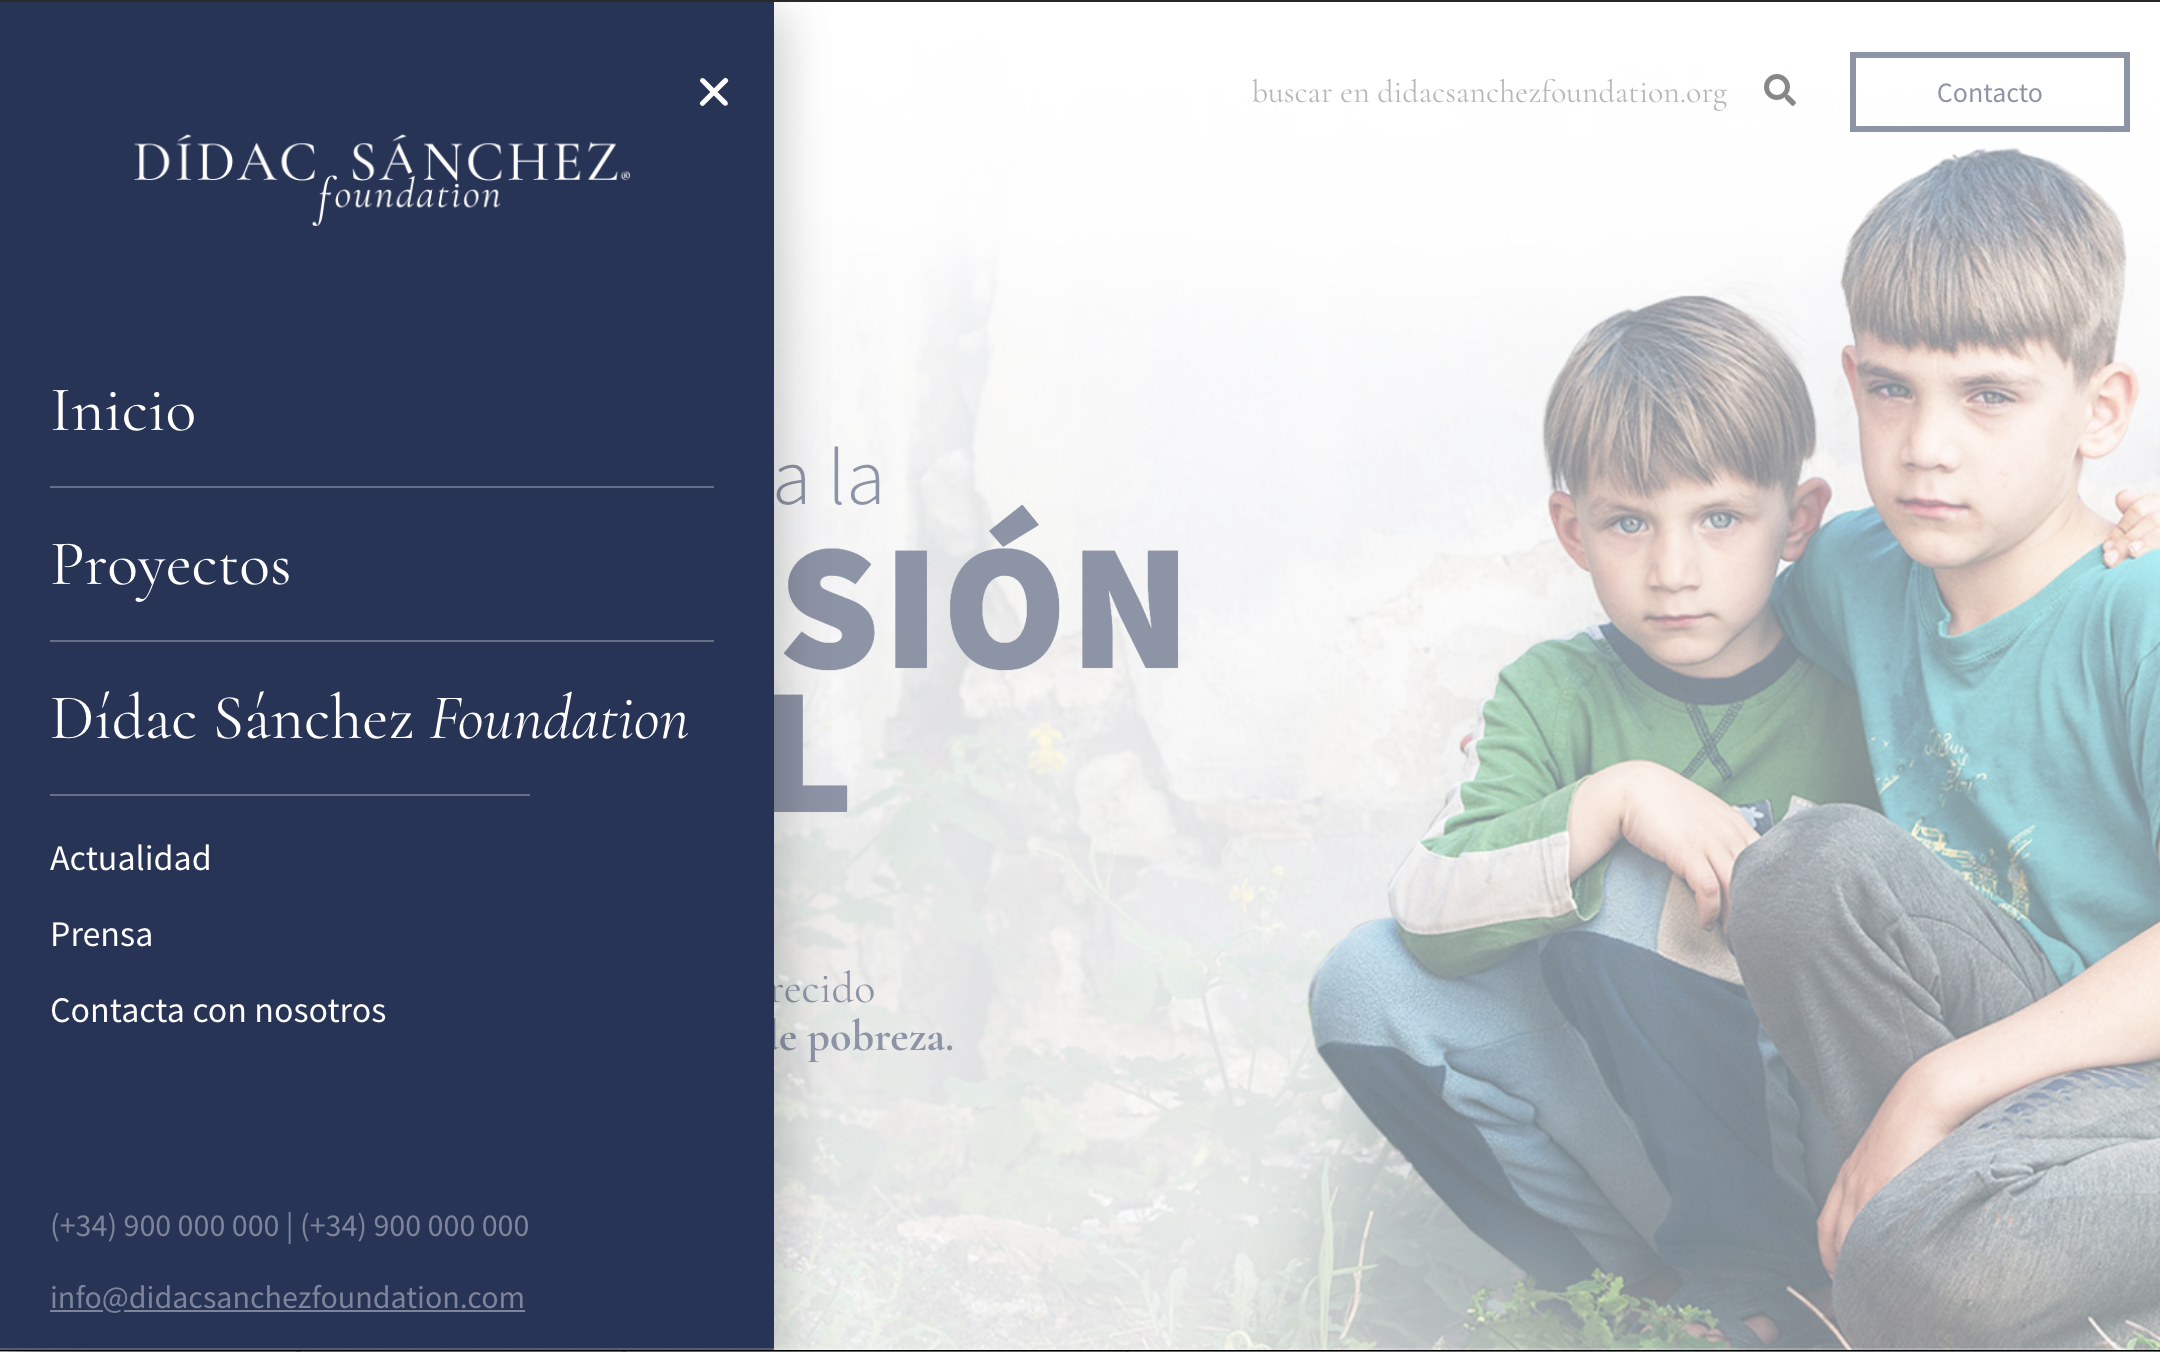 DÍDAC SÁNCHEZ®
foundation
Inicio
Proyectos
Dídac Sánchez Foundation
Actualidad
Prensa
Contacta con nosotros
(+34) 900 000 000 | (+34) 900 000 000
info@didacsanchezfoundation.com
buscar en didacsanchezfoundation.org
Contacto
a la
SIÓN
L
recido
de pobreza.